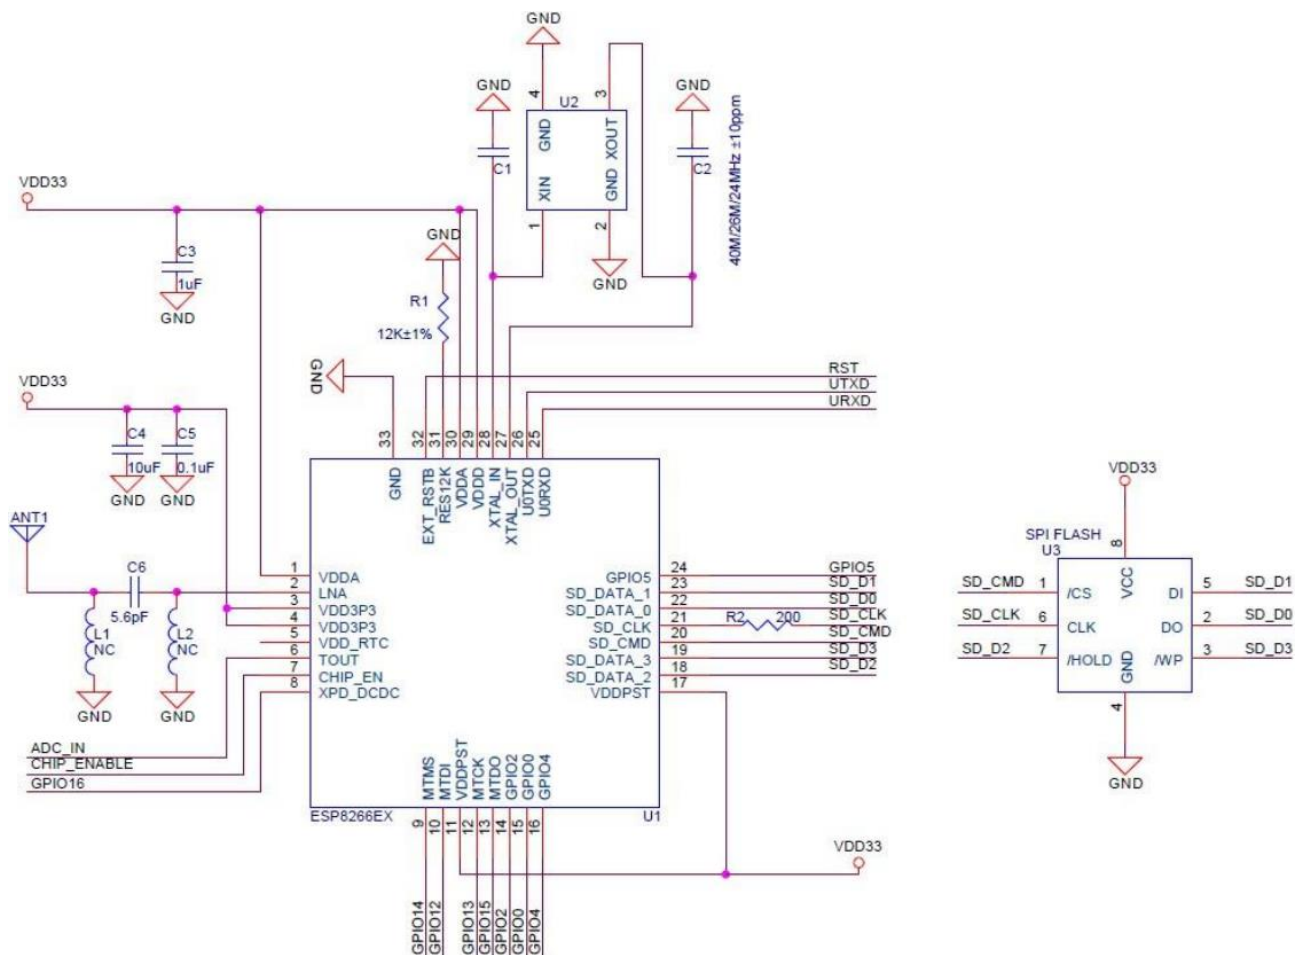 GND
4
U2
3
GND
GND
GND
XOUT
C1
XIN
GND
C2
40M/26M/24MHz ±10ppm
1
2
GND
VDD33
C3
1uF
GND
GND
R1
12K±1%
GND
RST
UTXD
URXD
VDD33
C4
C5
10uF
0.1uF
GND
GND
33
32
31
30
29
28
27
26
25
GND
EXT_RSTB
RES12K
VDDA
VDDD
XTAL_IN
XTAL_OUT
U0TXD
U0RXD
ANT1
C6
5.6pF
L1
NC
L2
NC
GND
GND
1 VDDA
2 LNA
3 VDD3P3
4 VDD3P3
5 VDD_RTC
6 TOUT
7 CHIP_EN
8 XPD_DCDC
GPIO5 24 GPIO5
SD_DATA_1 23 SD_D1
SD_DATA_0 22 SD_D0
SD_CLK 21 R2 200 SD_CLK
SD_CMD 20 SD_CMD
SD_DATA_3 19 SD_D3
SD_DATA_2 18 SD_D2
VDDPST 17
ADC_IN
CHIP_ENABLE
GPIO16
MTMS
MTDI
VDDPST
MTCK
MTDO
GPIO2
GPIO0
GPIO4
ESP8266EX
U1
9
10
11
12
13
14
15
16
GPIO14
GPIO12
GPIO13
GPIO15
GPIO2
GPIO0
GPIO4
VDD33
VDD33
SPI FLASH
U3
8
VCC
SD_CMD 1 /CS DI 5 SD_D1
SD_CLK 6 CLK DO 2 SD_D0
SD_D2 7 /HOLD /WP 3 SD_D3
GND
4
GND